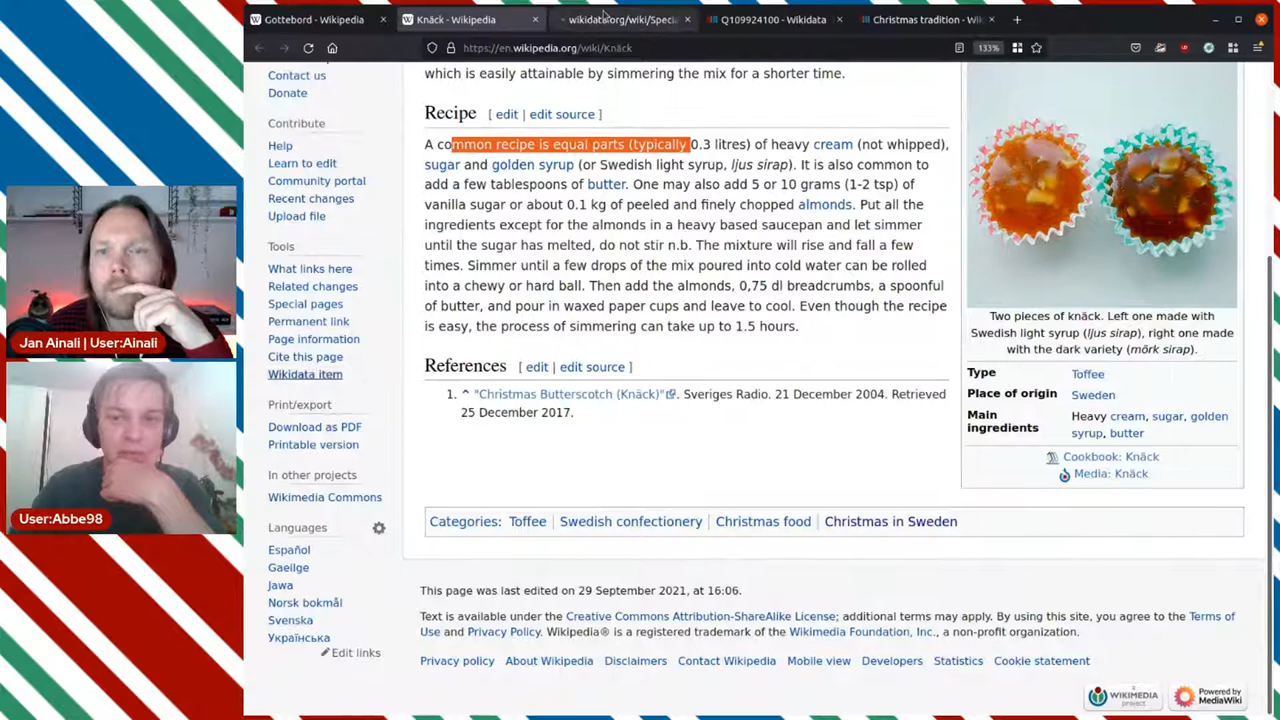 Gottebord - Wikipedia
Knäck - Wikipedia
wikidata.org/wiki/Specia
Q109924100 - Wikidata
Christmas tradition - Wik
https://en.wikipedia.org/wiki/Knäck
133%
Contact us
Donate
Contribute
Help
Learn to edit
Community portal
Recent changes
Upload file
Tools
What links here
Related changes
Special pages
Permanent link
Page information
Cite this page
Wikidata item
Print/export
Download as PDF
Printable version
In other projects
Wikimedia Commons
Languages
Español
Gaeilge
Jawa
Norsk bokmål
Svenska
Українська
Edit links
which is easily attainable by simmering the mix for a shorter time.
Recipe [ edit | edit source ]
A common recipe is equal parts (typically 0.3 litres) of heavy cream (not whipped),
sugar and golden syrup (or Swedish light syrup, ljus sirap). It is also common to
add a few tablespoons of butter. One may also add 5 or 10 grams (1-2 tsp) of
vanilla sugar or about 0.1 kg of peeled and finely chopped almonds. Put all the
ingredients except for the almonds in a heavy based saucepan and let simmer
until the sugar has melted, do not stir n.b. The mixture will rise and fall a few
times. Simmer until a few drops of the mix poured into cold water can be rolled
into a chewy or hard ball. Then add the almonds, 0,75 dl breadcrumbs, a spoonful
of butter, and pour in waxed paper cups and leave to cool. Even though the recipe
is easy, the process of simmering can take up to 1.5 hours.
References [ edit | edit source ]
1. ^ "Christmas Butterscotch (Knäck)". Sveriges Radio. 21 December 2004. Retrieved
25 December 2017.
Two pieces of knäck. Left one made with
Swedish light syrup (ljus sirap), right one made
with the dark variety (mörk sirap).
Type Toffee
Place of origin Sweden
Main ingredients Heavy cream, sugar, golden
syrup, butter
Cookbook: Knäck
Media: Knäck
Categories: Toffee | Swedish confectionery | Christmas food | Christmas in Sweden
This page was last edited on 29 September 2021, at 16:06.
Text is available under the Creative Commons Attribution-ShareAlike License; additional terms may apply. By using this site, you agree to the Terms of
Use and Privacy Policy. Wikipedia® is a registered trademark of the Wikimedia Foundation, Inc., a non-profit organization.
Privacy policy About Wikipedia Disclaimers Contact Wikipedia Mobile view Developers Statistics Cookie statement
a
WIKIMEDIA
project
Powered by
MediaWiki
Jan Ainali | User:Ainali
User:Abbe98